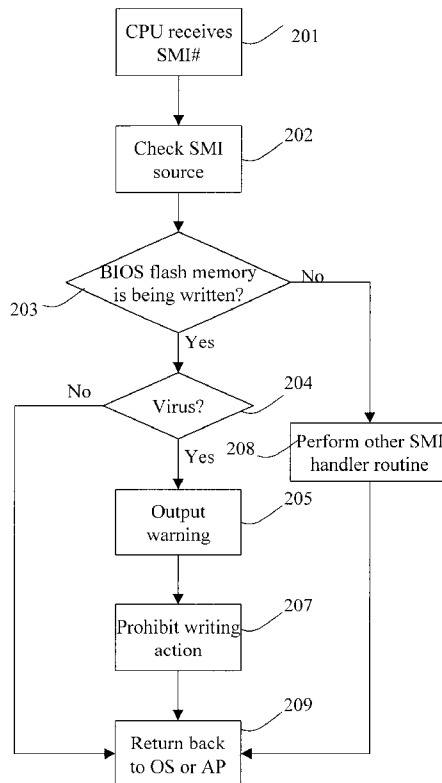 CPU receives
SMI#
201
Check SMI
source
202
BIOS flash memory
is being written?
203
No
Yes
No
Virus?
204
Yes
208
Perform other SMI
handler routine
Output
warning
205
Prohibit writing
action
207
Return back
to OS or AP
209